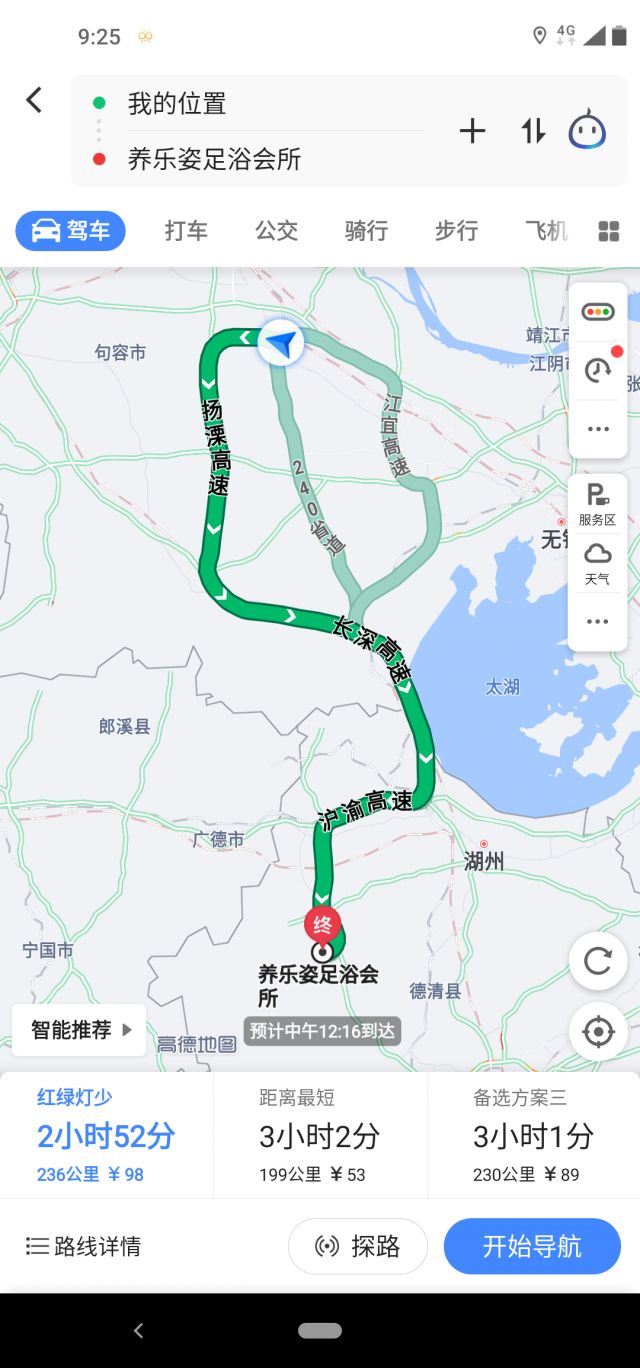 9:25
4G
我的位置
养乐姿足浴会所
驾车
打车
公交
骑行
步行
飞机
句容市
靖江市
扬溧高速
江宜高速
240省道
服务区
天气
长深高速
太湖
郎溪县
沪渝高速
广德市
湖州
终
宁国市
养乐姿足浴会
所
德清县
智能推荐
高德地图
预计中午12:16到达
红绿灯少
2小时52分
236公里 ¥98
距离最短
3小时2分
199公里 ¥53
备选方案三
3小时1分
230公里 ¥89
路线详情
探路
开始导航